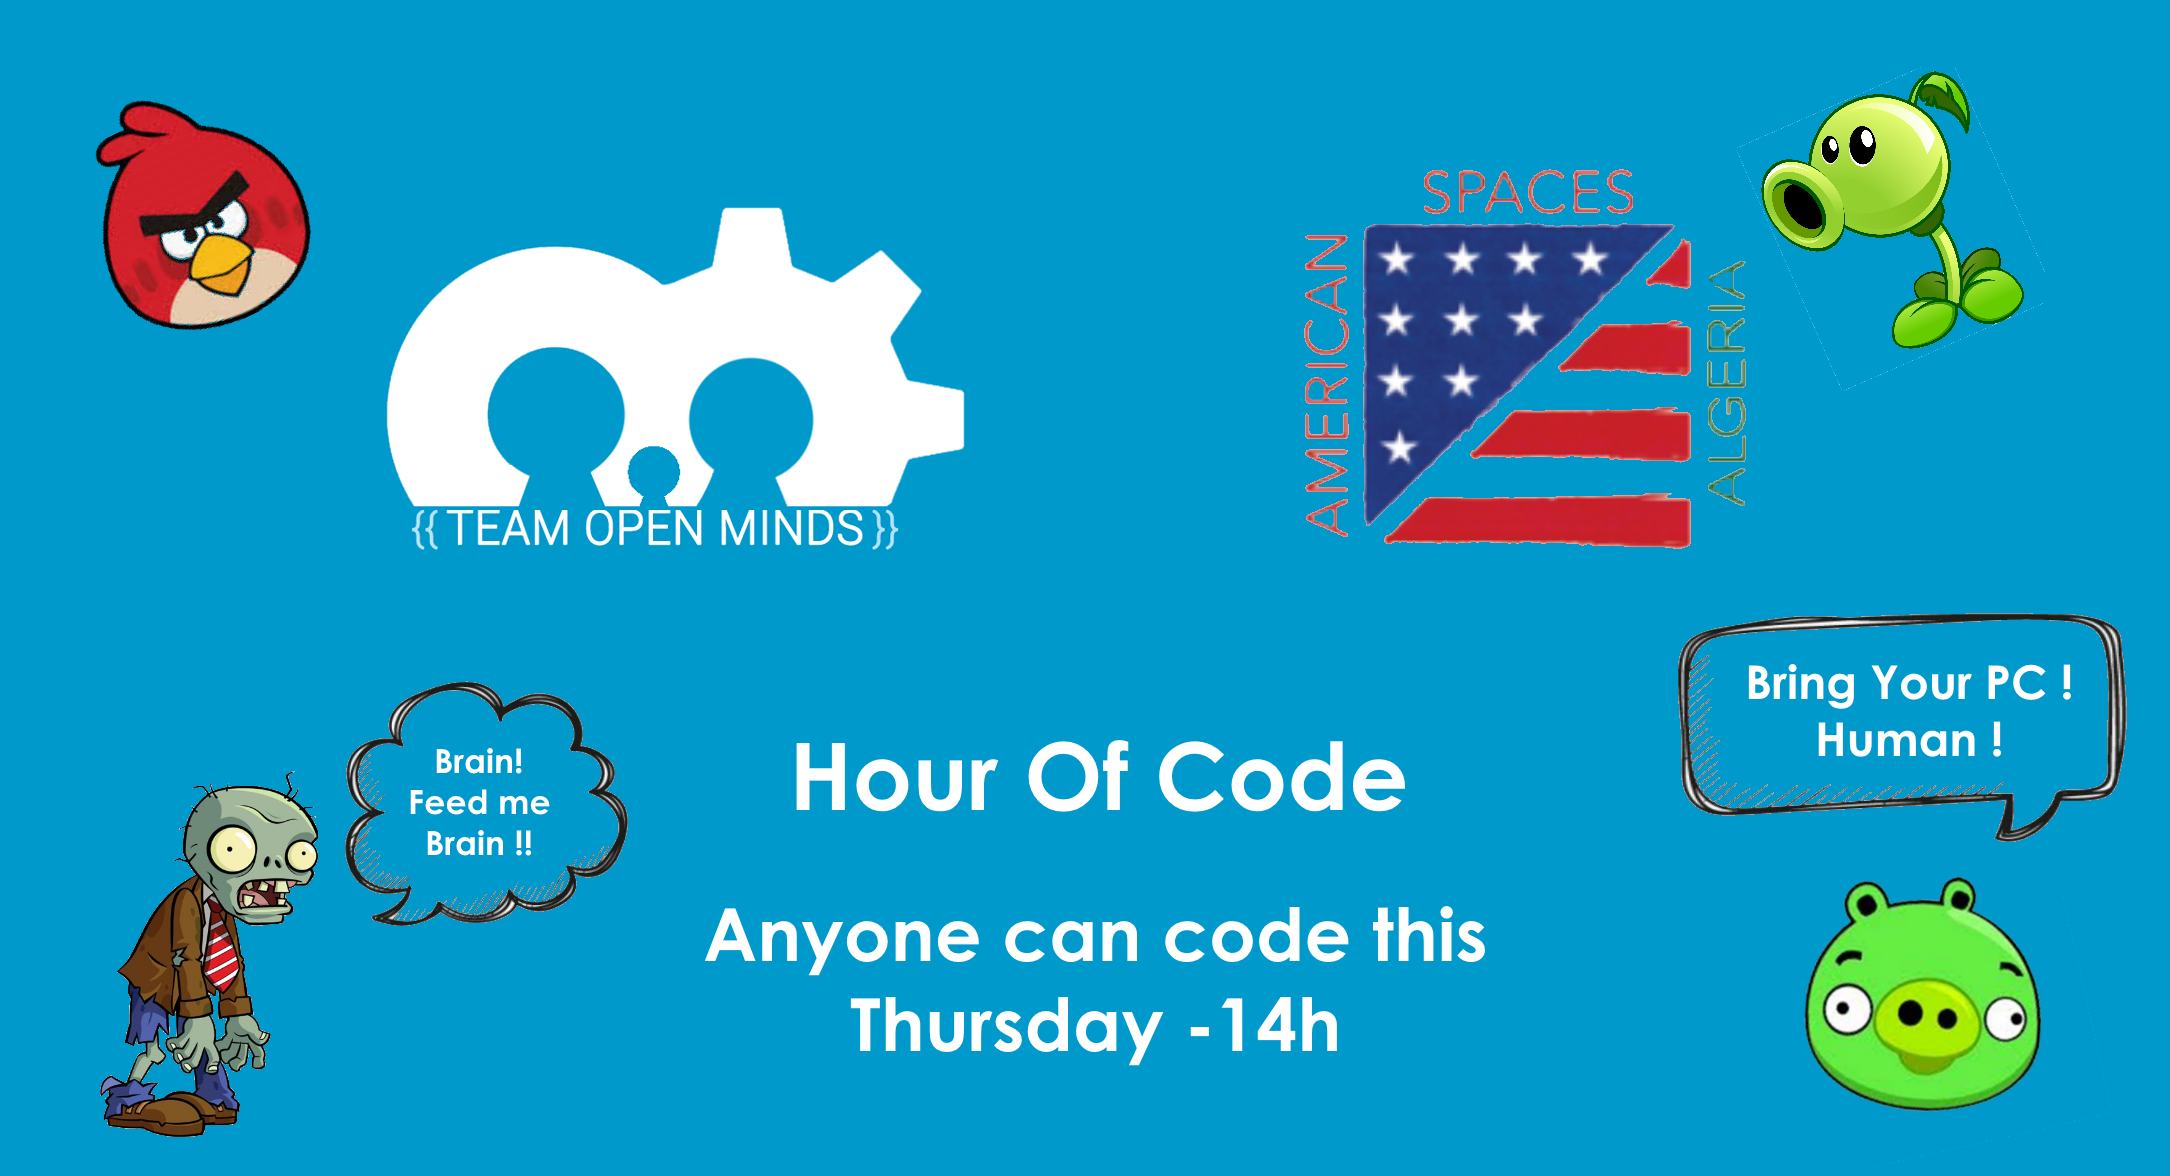 SPACES
AMERICAN
ALGERIA
{{ TEAM OPEN MINDS }}
Bring Your PC !
Human !
Brain!
Feed me
Brain !!
Hour Of Code
Anyone can code this
Thursday -14h